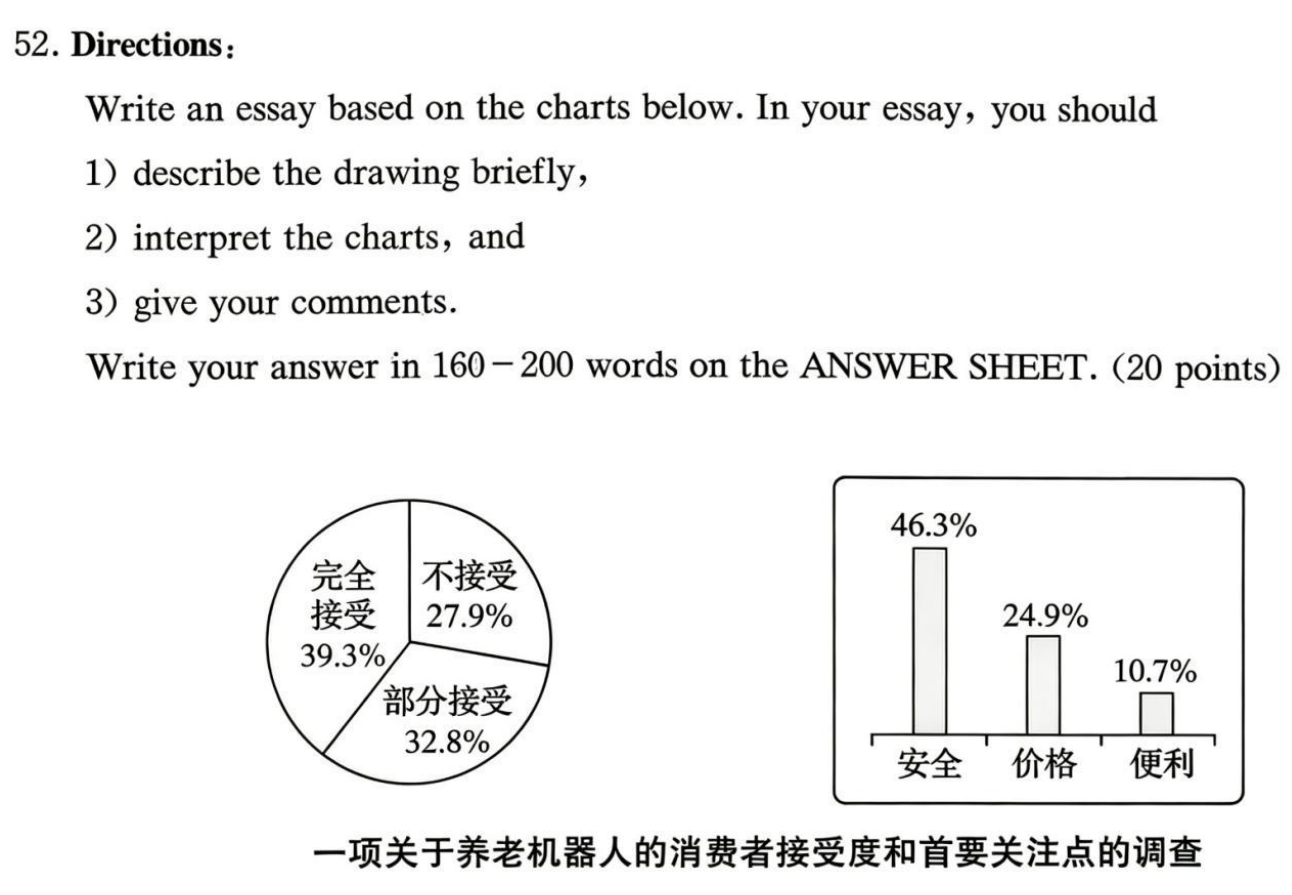 52. Directions:
Write an essay based on the charts below. In your essay, you should
1) describe the drawing briefly,
2) interpret the charts, and
3) give your comments.
Write your answer in 160-200 words on the ANSWER SHEET. (20 points)
完全
接受
39.3%
不接受
27.9%
部分接受
32.8%
46.3%
24.9%
10.7%
安全
价格
便利
一项关于养老机器人的消费者接受度和首要关注点的调查